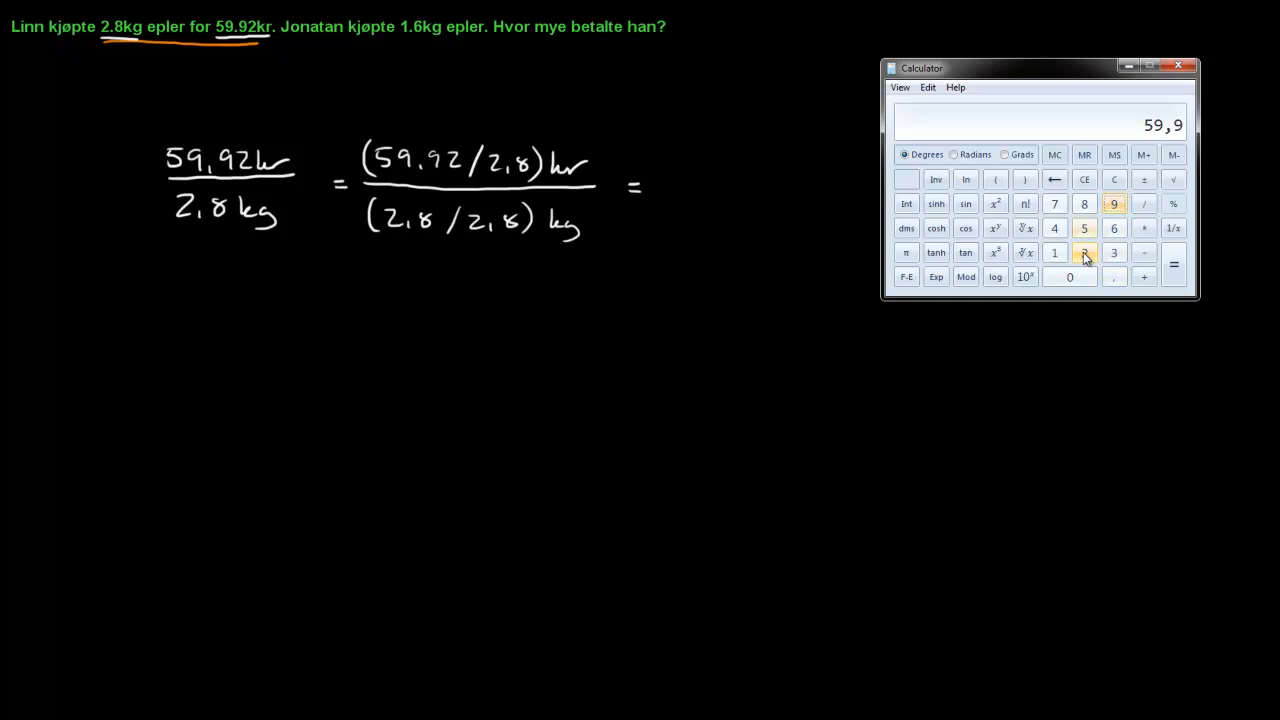 Linn kjøpte 2.8kg epler for 59.92kr. Jonatan kjøpte 1.6kg epler. Hvor mye betalte han?
Calculator
View Edit Help
59,9
Degrees Radians Grads MC MR MS M+ M-
Inv ln ( ) ← CE C ± √
Int sinh sin x² n! 7 8 9 / %
dms cosh cos xʸ ʸ√x 4 5 6 * 1/x
π tanh tan x³ ³√x 1 2 3 - =
F-E Exp Mod log 10ˣ 0 , +
59,92kr / 2,8 kg = (59,92/2,8) kr / (2,8/2,8) kg =